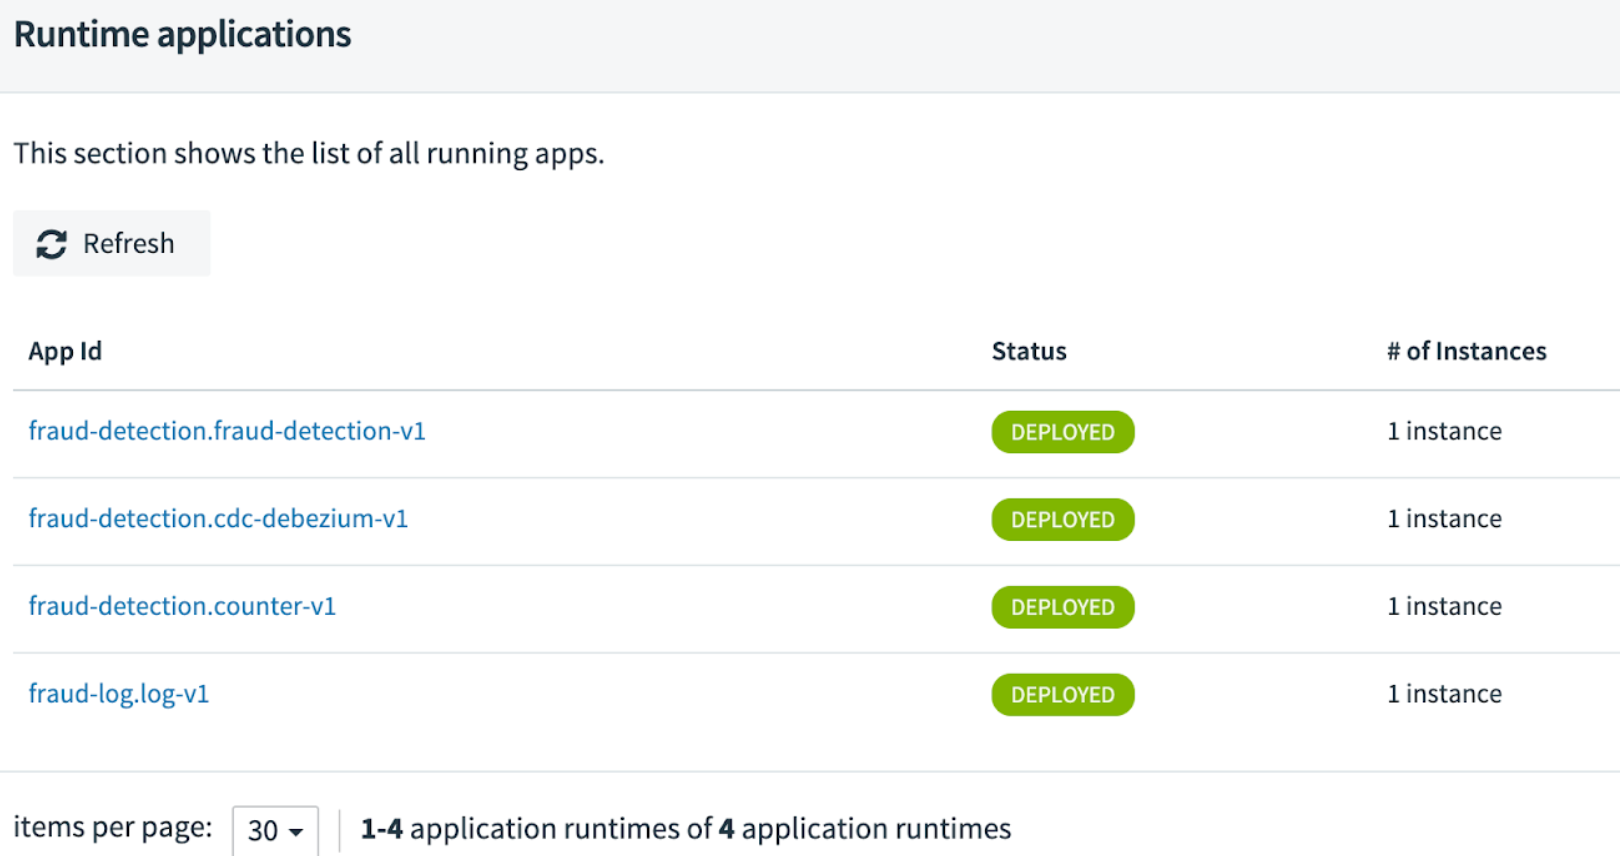 Runtime applications
This section shows the list of all running apps.
Refresh
App Id Status # of Instances
fraud-detection.fraud-detection-v1 DEPLOYED 1 instance
fraud-detection.cdc-debezium-v1 DEPLOYED 1 instance
fraud-detection.counter-v1 DEPLOYED 1 instance
fraud-log.log-v1 DEPLOYED 1 instance
items per page: 30 1-4 application runtimes of 4 application runtimes